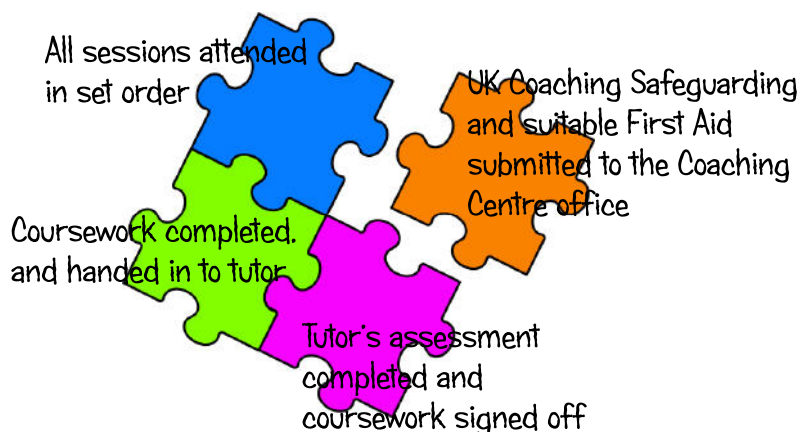 All sessions attended
in set order
UK Coaching Safeguarding
and suitable First Aid
submitted to the Coaching
Centre office
Coursework completed.
and handed in to tutor
Tutor's assessment
completed and
coursework signed off